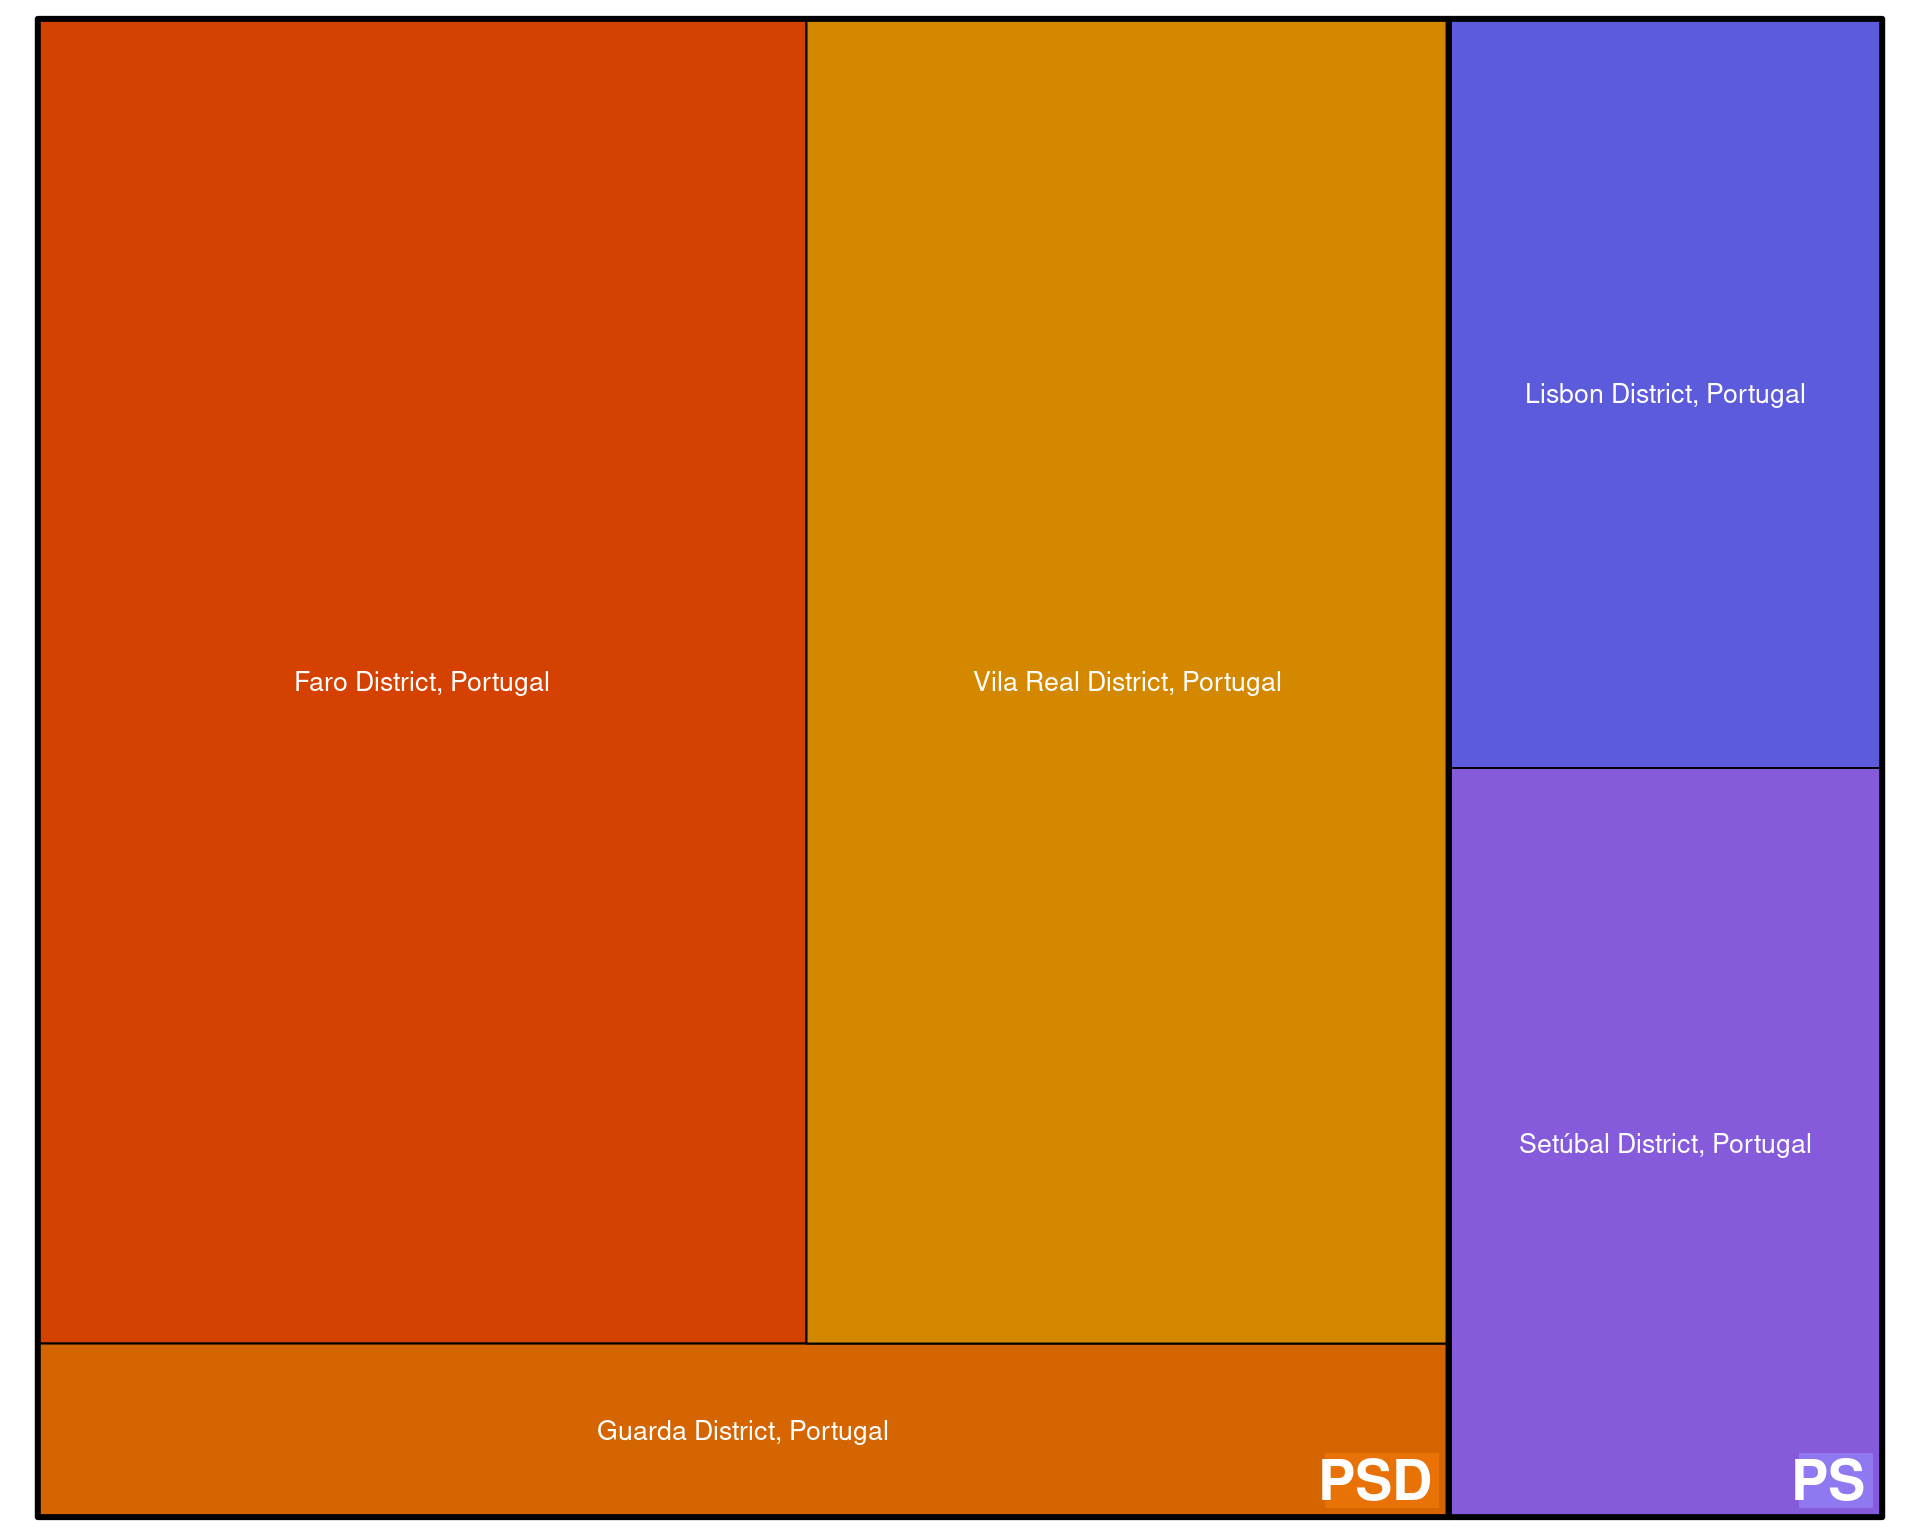 Lisbon District, Portugal
Faro District, Portugal
Vila Real District, Portugal
Setúbal District, Portugal
Guarda District, Portugal
PSD
PS